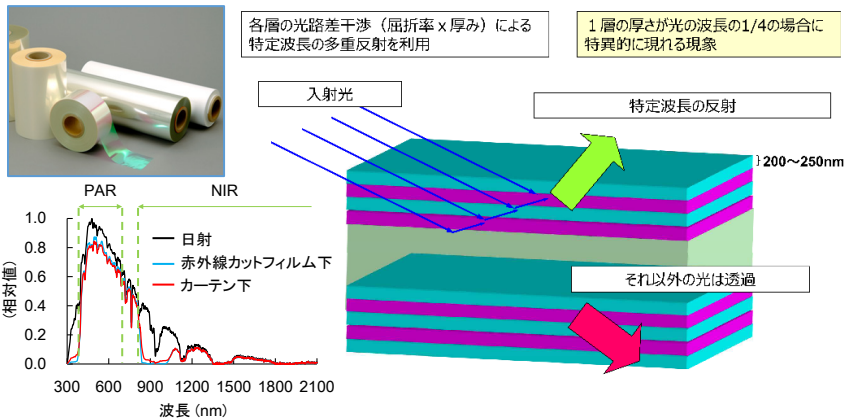 各層の光路差干渉（屈折率 x 厚み）による
特定波長の多重反射を利用
１層の厚さが光の波長の1/4の場合に
特異的に現れる現象
入射光
特定波長の反射
200～250nm
それ以外の光は透過
PAR
NIR
日射
赤外線カットフィルム下
カーテン下
(相対値)
1.0
0.8
0.6
0.4
0.2
0.0
300 600 900 1200 1500 1800 2100
波長 (nm)